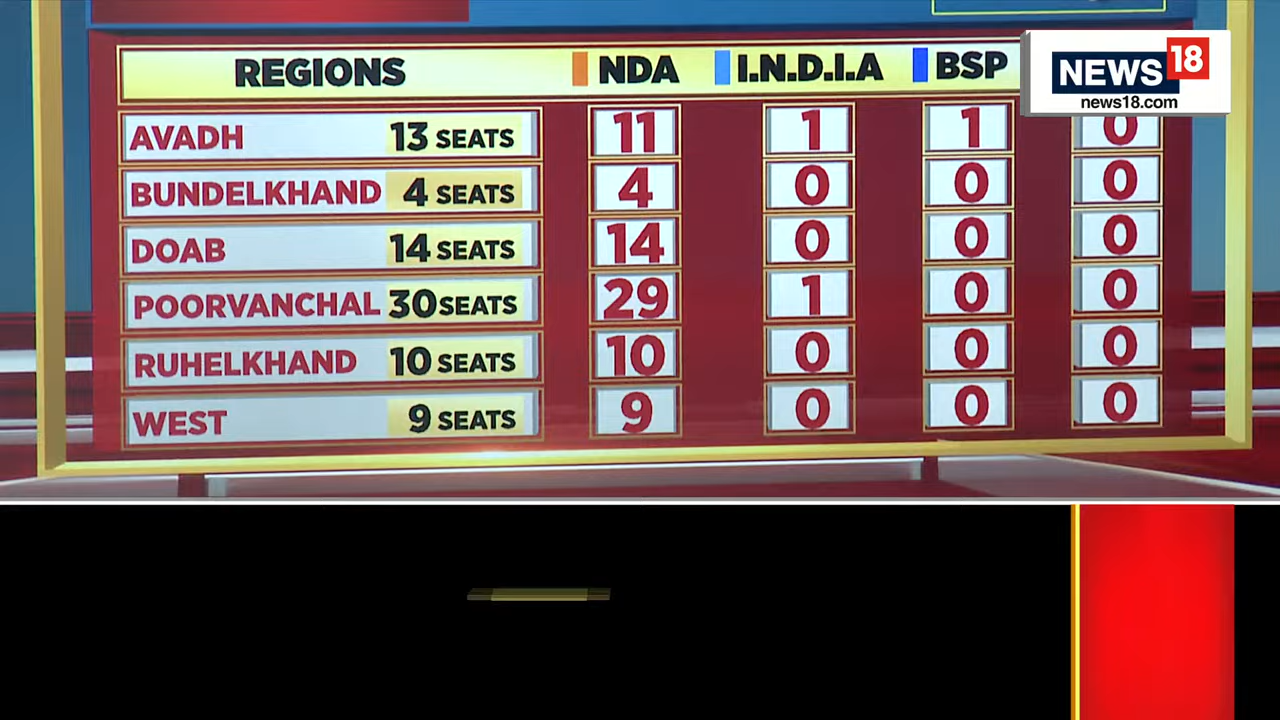 REGIONS NDA I.N.D.I.A BSP
NEWS 18
news18.com
AVADH 13 SEATS 11 1 1 0
BUNDELKHAND 4 SEATS 4 0 0 0
DOAB 14 SEATS 14 0 0 0
POORVANCHAL 30 SEATS 29 1 0 0
RUHELKHAND 10 SEATS 10 0 0 0
WEST 9 SEATS 9 0 0 0